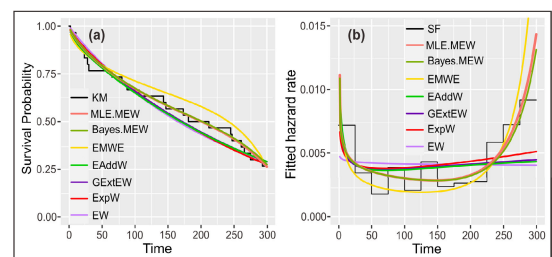 (a)
Survival Probability
1.00
0.75
0.50
0.25
0.00
KM
MLE.MEW
Bayes.MEW
EMWE
EAddW
GExtEW
ExpW
EW
0 50 100 150 200 250 300
Time
(b)
Fitted hazzard rate
0.015
0.010
0.005
0.000
SF
MLE.MEW
Bayes.MEW
EMWE
EAddW
GExtEW
ExpW
EW
0 50 100 150 200 250 300
Time